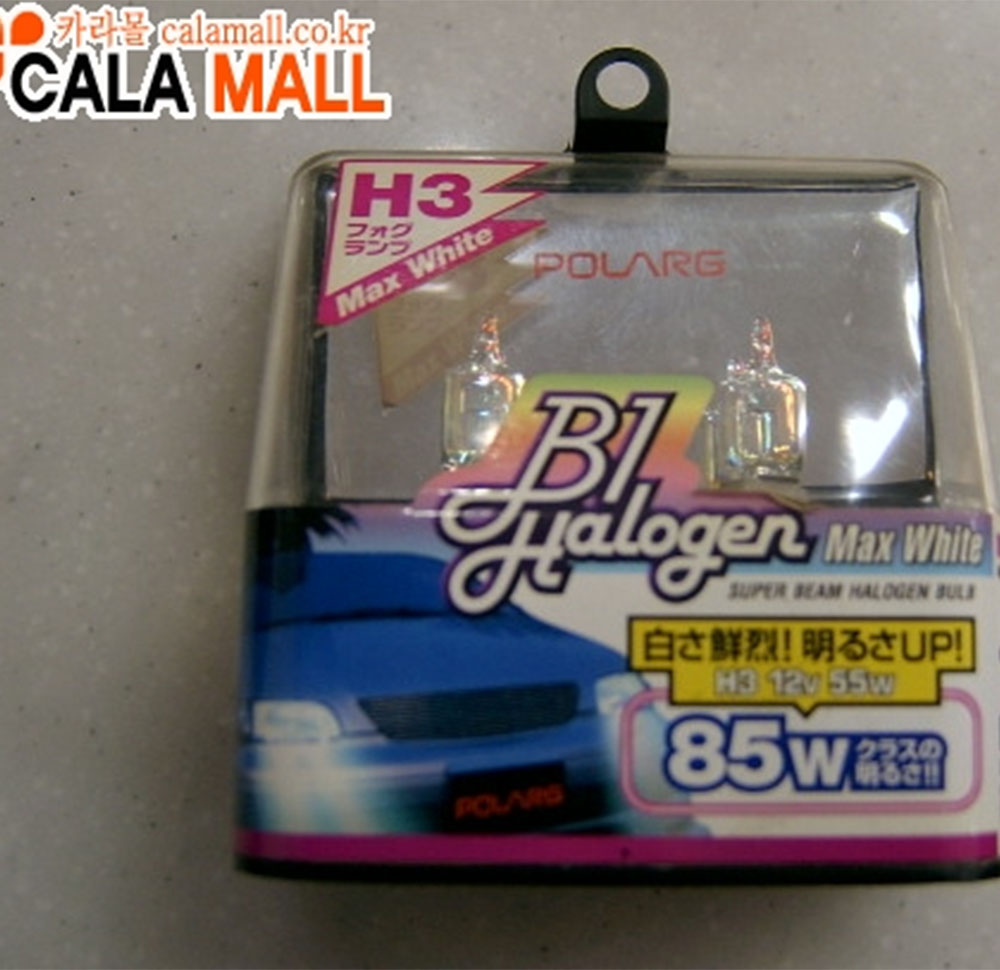 카라몰 calamall.co.kr
CALA MALL
H3
フォグ
ランプ
Max White
POLARG
B1
Halogen Max White
SUPER BEAM HALOGEN BULB
白さ鮮烈! 明るさUP!
H3 12v 55w
85W クラスの
明るさ!!
POLARG